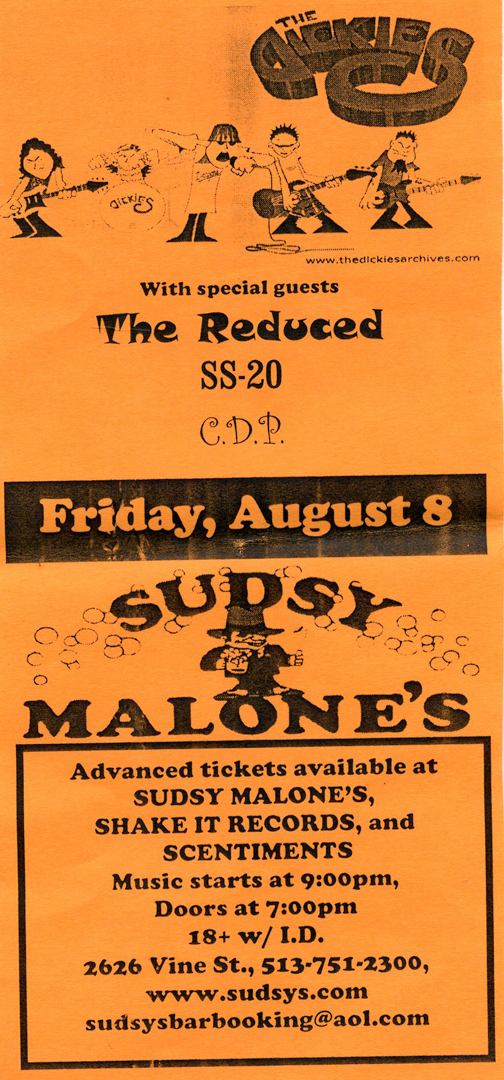 THE
DICKIES
DICKIES
www.thedickiesarchives.com
With special guests
The Reduced
SS-20
C.D.P.
Friday, August 8
SUDSY
MALONE'S
Advanced tickets available at
SUDSY MALONE'S,
SHAKE IT RECORDS, and
SCENTIMENTS
Music starts at 9:00pm,
Doors at 7:00pm
18+ w/ I.D.
2626 Vine St., 513-751-2300,
www.sudsys.com
sudsysbarbooking@aol.com